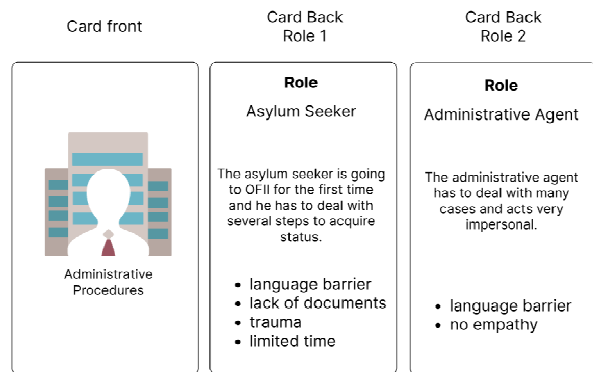 Card front
Card Back
Role 1
Card Back
Role 2
Administrative
Procedures
Role
Asylum Seeker
The asylum seeker is going
to OFII for the first time
and he has to deal with
several steps to acquire
status.
• language barrier
• lack of documents
• trauma
• limited time
Role
Administrative Agent
The administrative agent
has to deal with many
cases and acts very
impersonal.
• language barrier
• no empathy